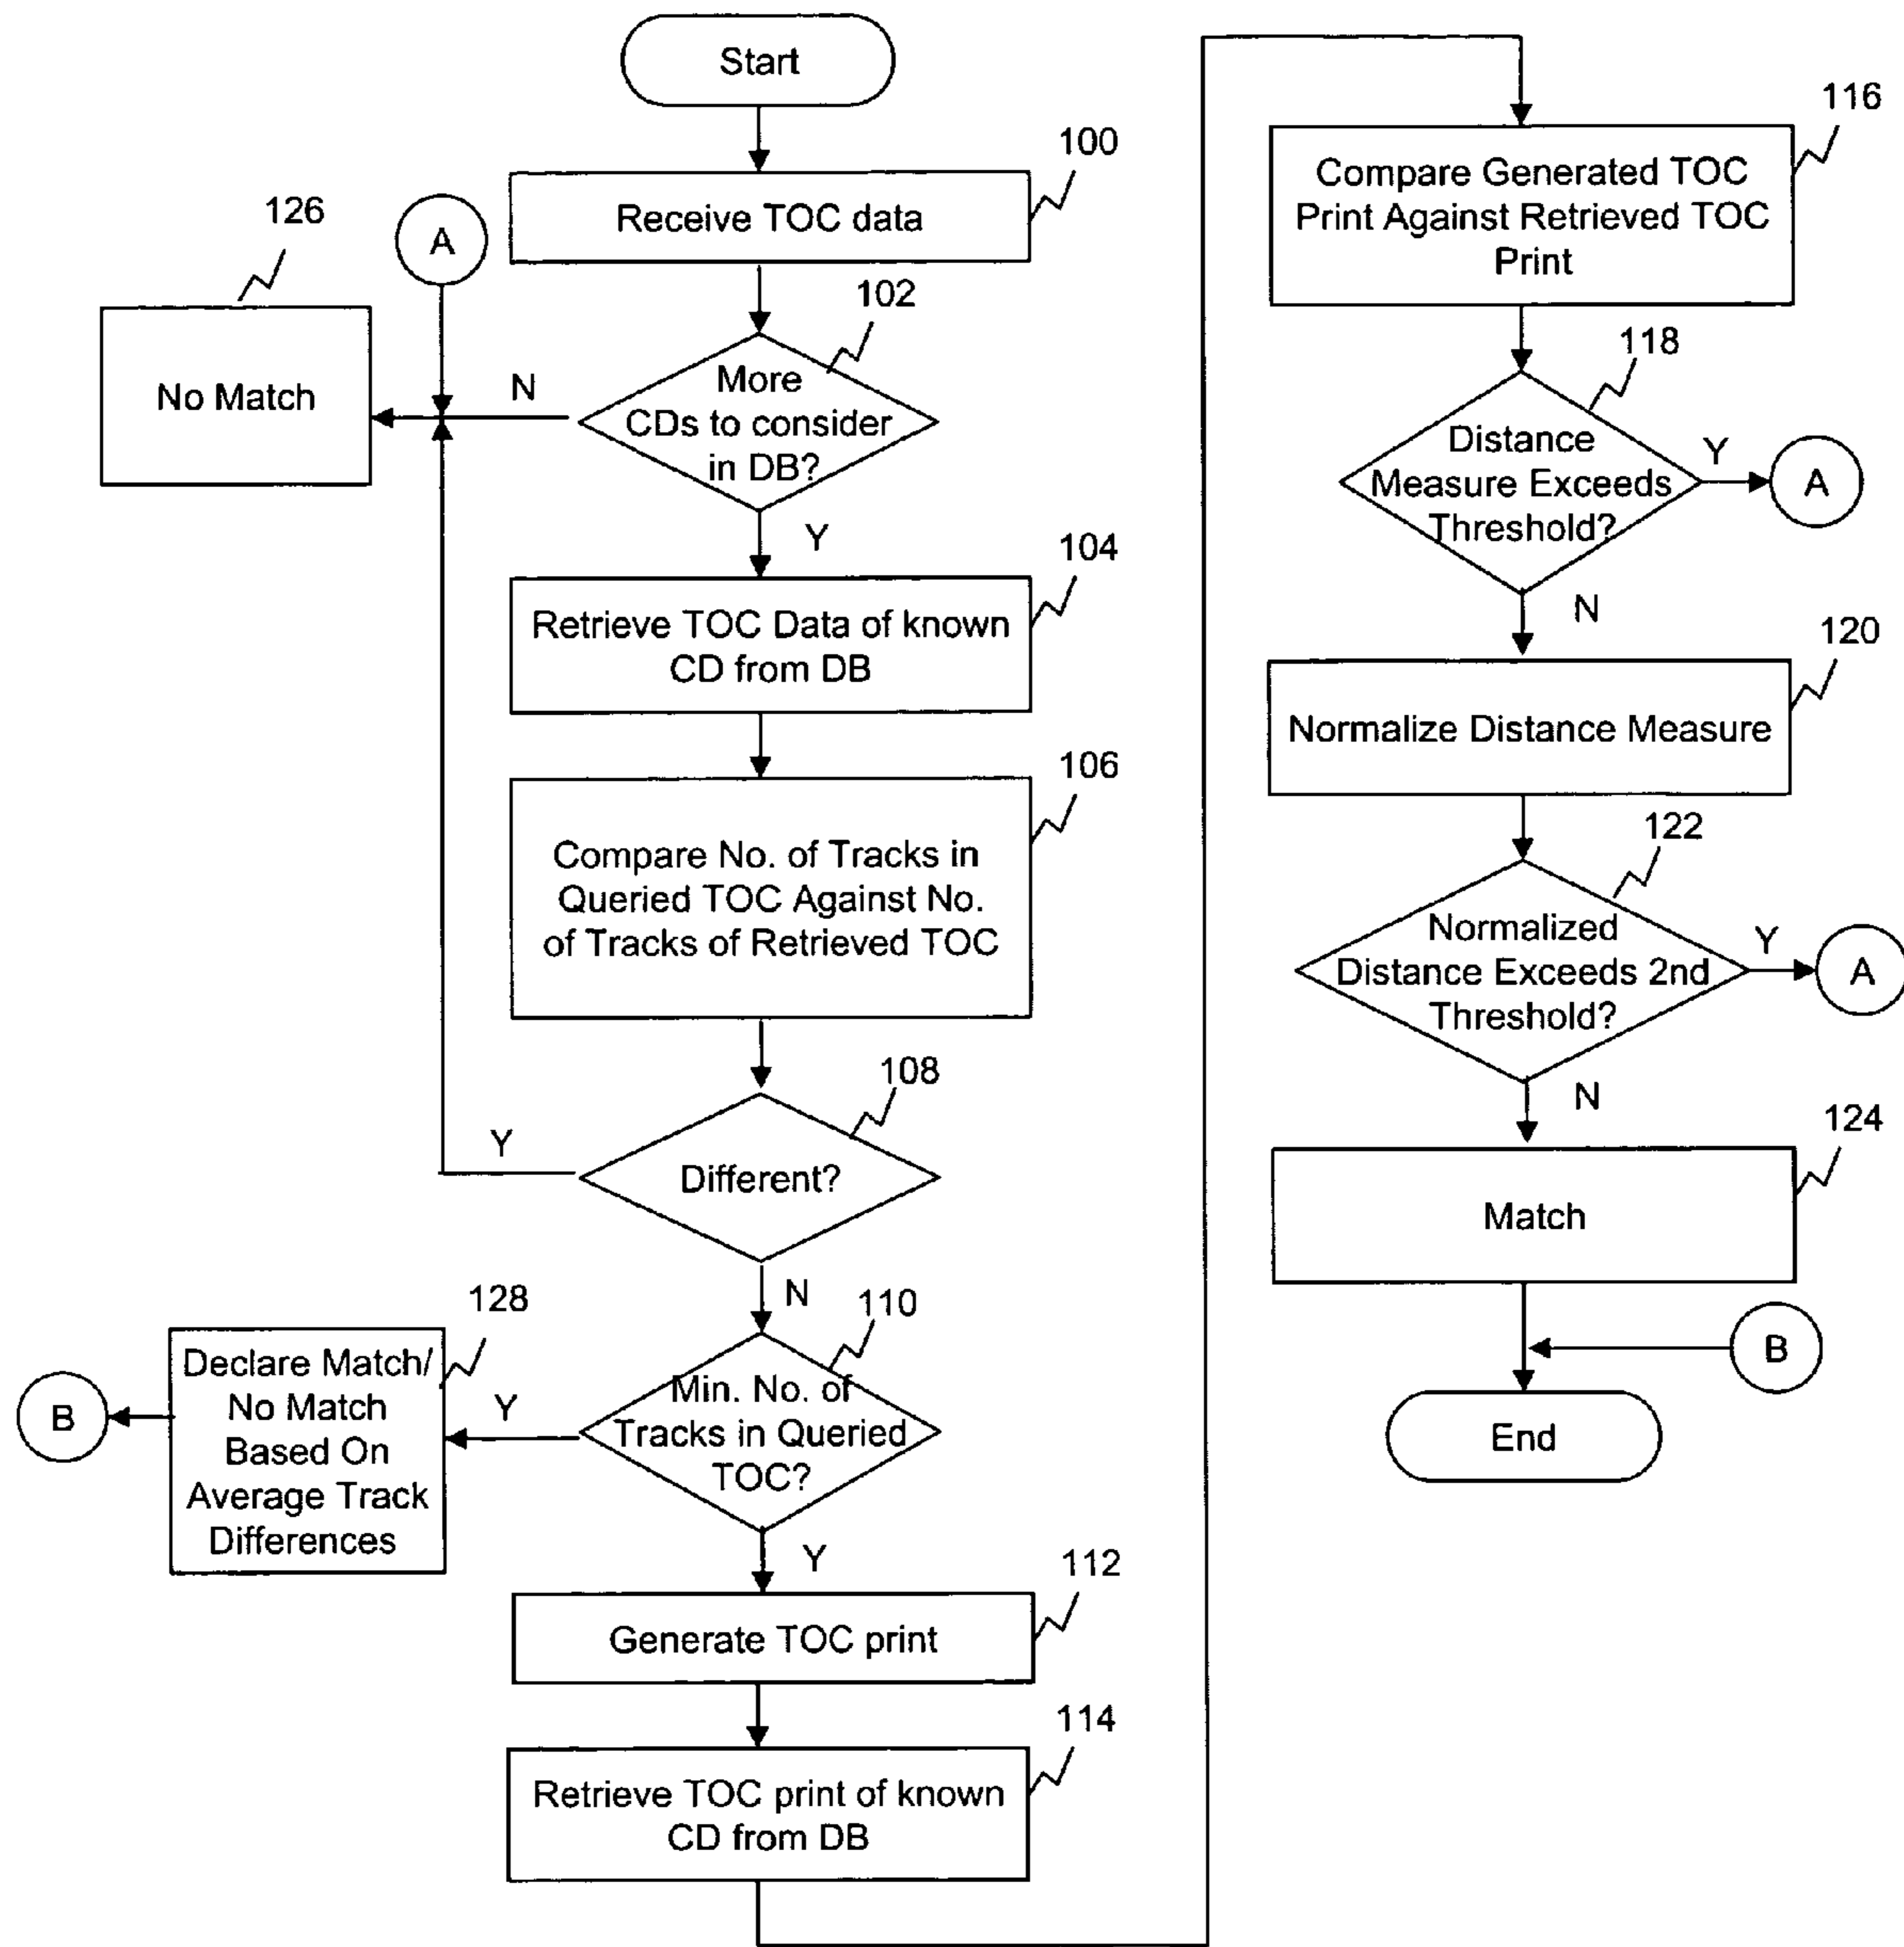 Start
100
Receive TOC data
126
A
102
No Match
N
More
CDs to consider
in DB?
Y
104
Retrieve TOC Data of known
CD from DB
106
Compare No. of Tracks in
Queried TOC Against No.
of Tracks of Retrieved TOC
108
Y
Different?
N
110
128
Declare Match/
No Match
Based On
Average Track
Differences
B
Y
Min. No. of
Tracks in Queried
TOC?
Y
112
Generate TOC print
114
Retrieve TOC print of known
CD from DB
116
Compare Generated TOC
Print Against Retrieved TOC
Print
118
Distance
Measure Exceeds
Threshold?
Y
A
N
120
Normalize Distance Measure
122
Normalized
Distance Exceeds 2nd
Threshold?
Y
A
N
124
Match
B
End